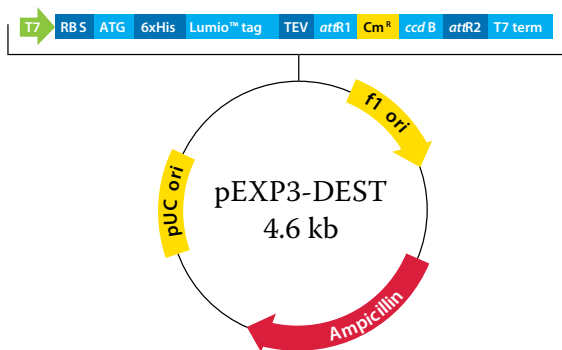 T7 RBS ATG 6xHis Lumio™ tag TEV attR1 Cmᴿ ccd B attR2 T7 term
f1 ori
pUC ori
pEXP3-DEST
4.6 kb
Ampicillin